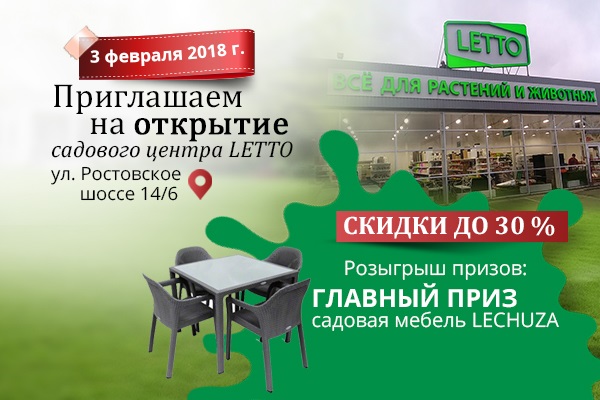 3 февраля 2018 г.
Приглашаем
на открытие
садового центра LETTO
ул. Ростовское
шоссе 14/6
LETTO
ВСЁ ДЛЯ РАСТЕНИЙ И ЖИВОТНЫХ
СКИДКИ ДО 30 %
Розыгрыш призов:
ГЛАВНЫЙ ПРИЗ
садовая мебель LECHUZA